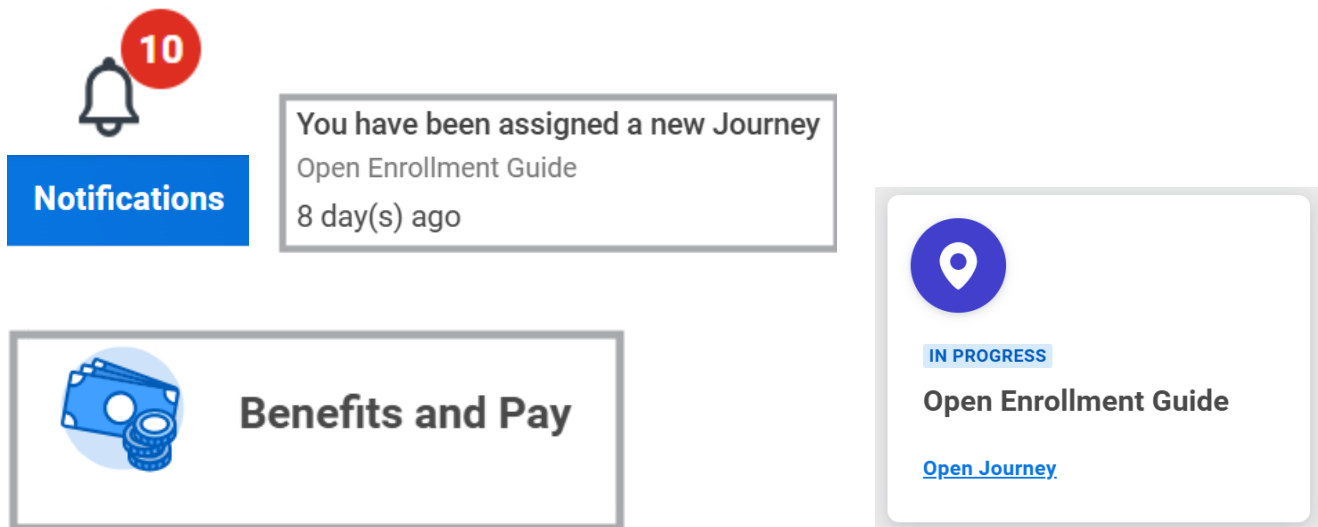 10
Notifications
You have been assigned a new Journey
Open Enrollment Guide
8 day(s) ago
Benefits and Pay
IN PROGRESS
Open Enrollment Guide
Open Journey